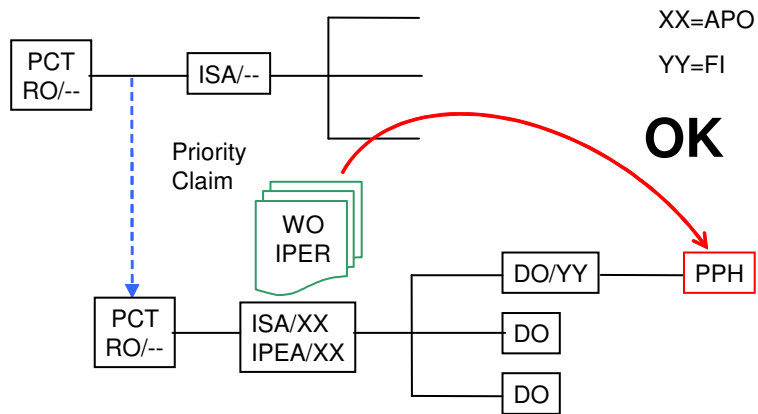 XX=APO
PCT
RO/--
ISA/--
YY=FI
OK
Priority
Claim
WO
IPER
DO/YY
PPH
PCT
RO/--
ISA/XX
IPEA/XX
DO
DO